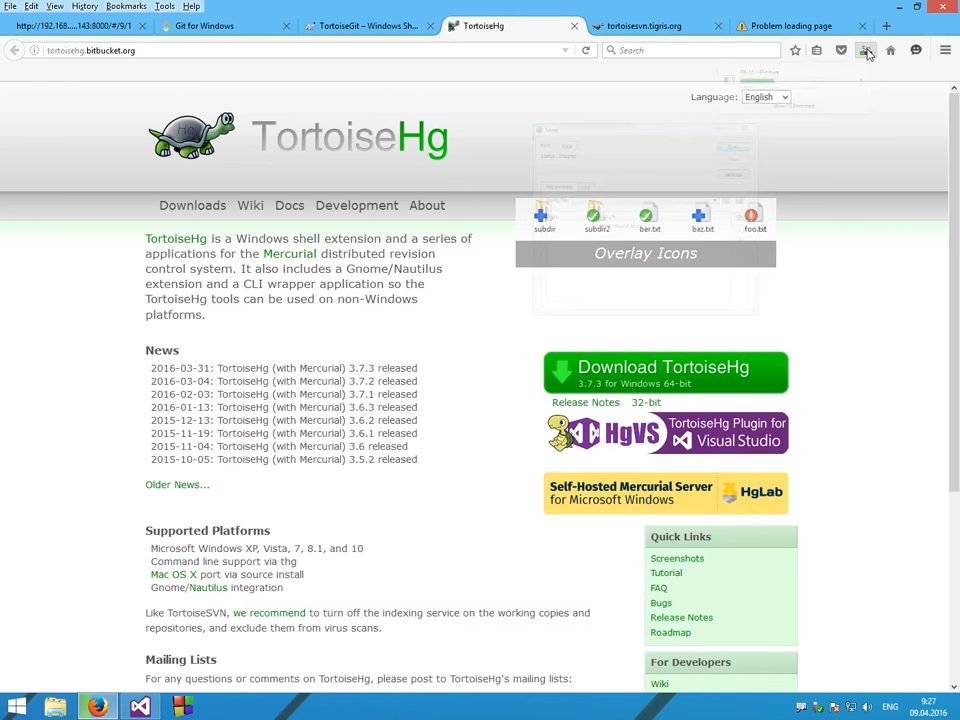 File Edit View History Bookmarks Tools Help
http://192.168.....143:8000/#/9/1
Git for Windows
TortoiseGit – Windows Sh...
TortoiseHg
tortoisesvn.tigris.org
Problem loading page
toisehg.bitbucket.org
Search
Language: English
TortoiseHg
Downloads Wiki Docs Development About
TortoiseHg is a Windows shell extension and a series of
applications for the Mercurial distributed revision
control system. It also includes a Gnome/Nautilus
extension and a CLI wrapper application so the
TortoiseHg tools can be used on non-Windows
platforms.
subdir subdir2 bar.txt baz.txt foo.txt
Overlay Icons
News
2016-03-31: TortoiseHg (with Mercurial) 3.7.3 released
2016-03-04: TortoiseHg (with Mercurial) 3.7.2 released
2016-02-03: TortoiseHg (with Mercurial) 3.7.1 released
2016-01-13: TortoiseHg (with Mercurial) 3.6.3 released
2015-12-13: TortoiseHg (with Mercurial) 3.6.2 released
2015-11-19: TortoiseHg (with Mercurial) 3.6.1 released
2015-11-04: TortoiseHg (with Mercurial) 3.6 released
2015-10-05: TortoiseHg (with Mercurial) 3.5.2 released
Older News...
Download TortoiseHg
3.7.3 for Windows 64-bit
Release Notes 32-bit
HgVS
TortoiseHg Plugin for
Visual Studio
Self-Hosted Mercurial Server
for Microsoft Windows
HgLab
Supported Platforms
Microsoft Windows XP, Vista, 7, 8.1, and 10
Command line support via thg
Mac OS X port via source install
Gnome/Nautilus integration
Like TortoiseSVN, we recommend to turn off the indexing service on the working copies and
repositories, and exclude them from virus scans.
Mailing Lists
For any questions or comments on TortoiseHg, please post to TortoiseHg's mailing lists:
Quick Links
Screenshots
Tutorial
FAQ
Bugs
Release Notes
Roadmap
For Developers
Wiki
ENG
9:27
09.04.2016